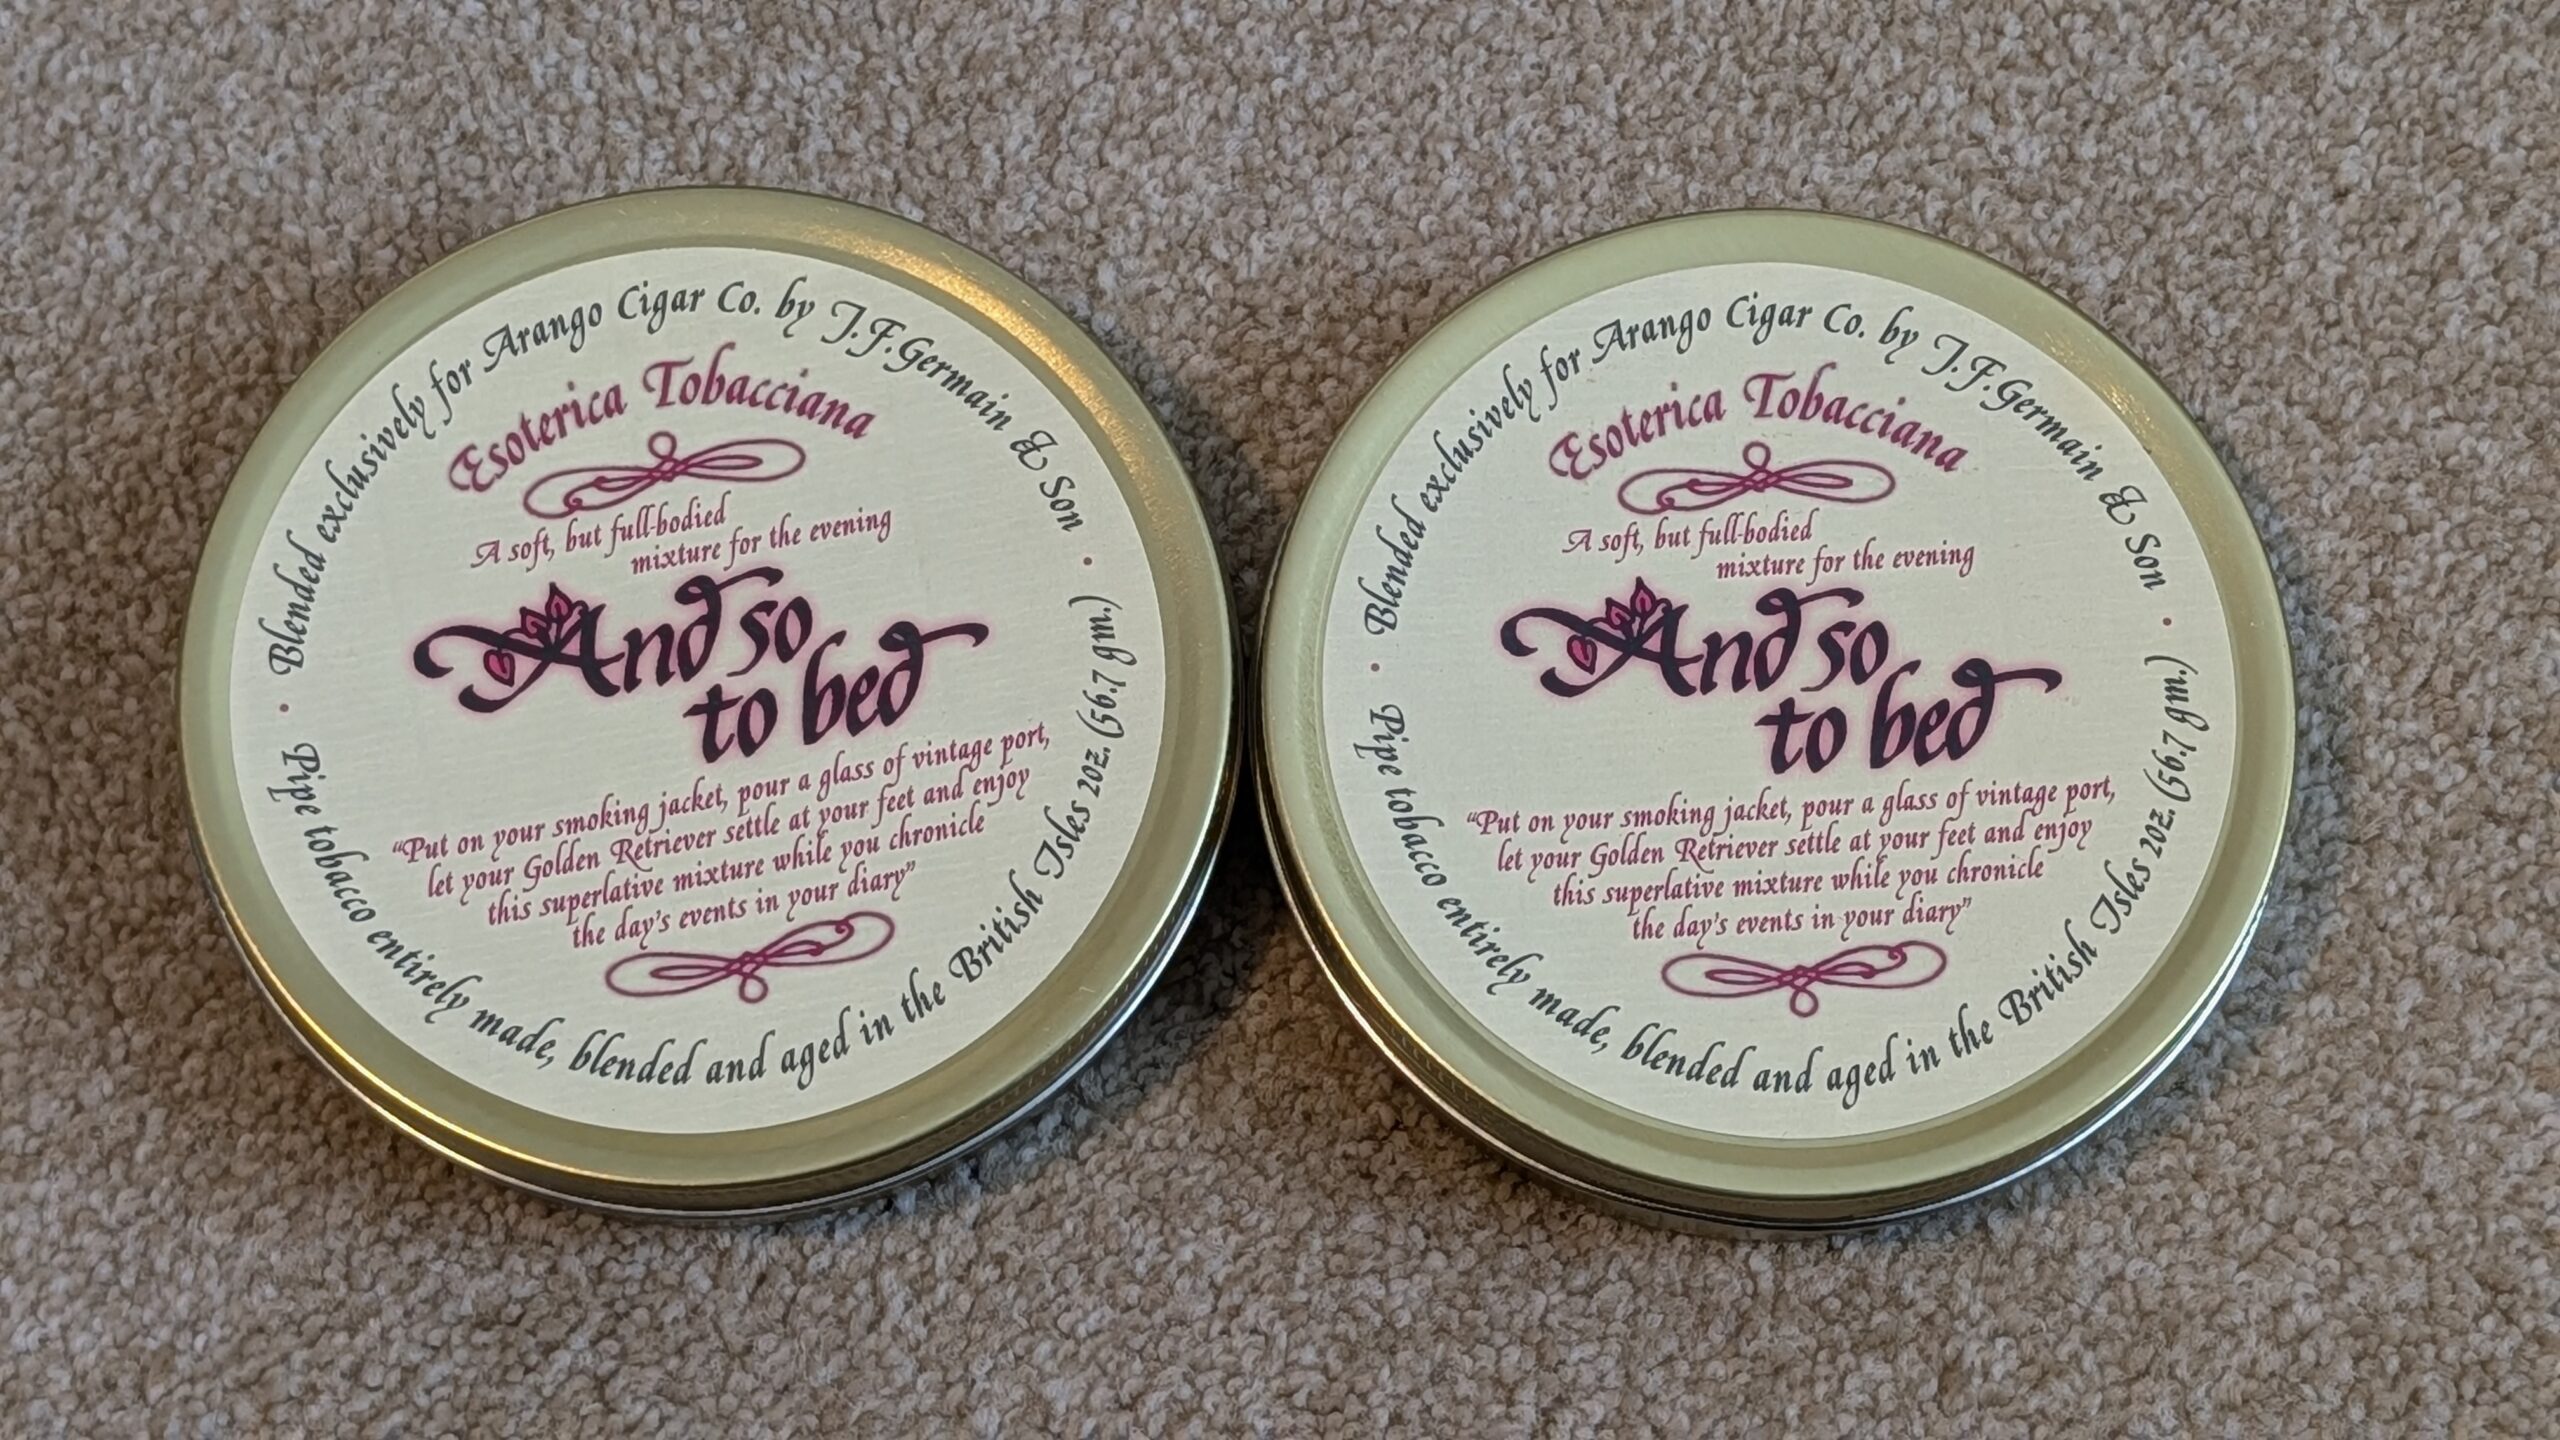 Blended exclusively for Arango Cigar Co. by J.F.Germain & Son
Esoterica Tobacciana
A soft, but full-bodied
mixture for the evening
And so
to bed
“Put on your smoking jacket, pour a glass of vintage port,
let your Golden Retriever settle at your feet and enjoy
this superlative mixture while you chronicle
the day's events in your diary”
Pipe tobacco entirely made, blended and aged in the British Isles 2oz. (56.7 gm.)
Blended exclusively for Arango Cigar Co. by J.F.Germain & Son
Esoterica Tobacciana
A soft, but full-bodied
mixture for the evening
And so
to bed
“Put on your smoking jacket, pour a glass of vintage port,
let your Golden Retriever settle at your feet and enjoy
this superlative mixture while you chronicle
the day's events in your diary”
Pipe tobacco entirely made, blended and aged in the British Isles 2oz. (56.7 gm.)